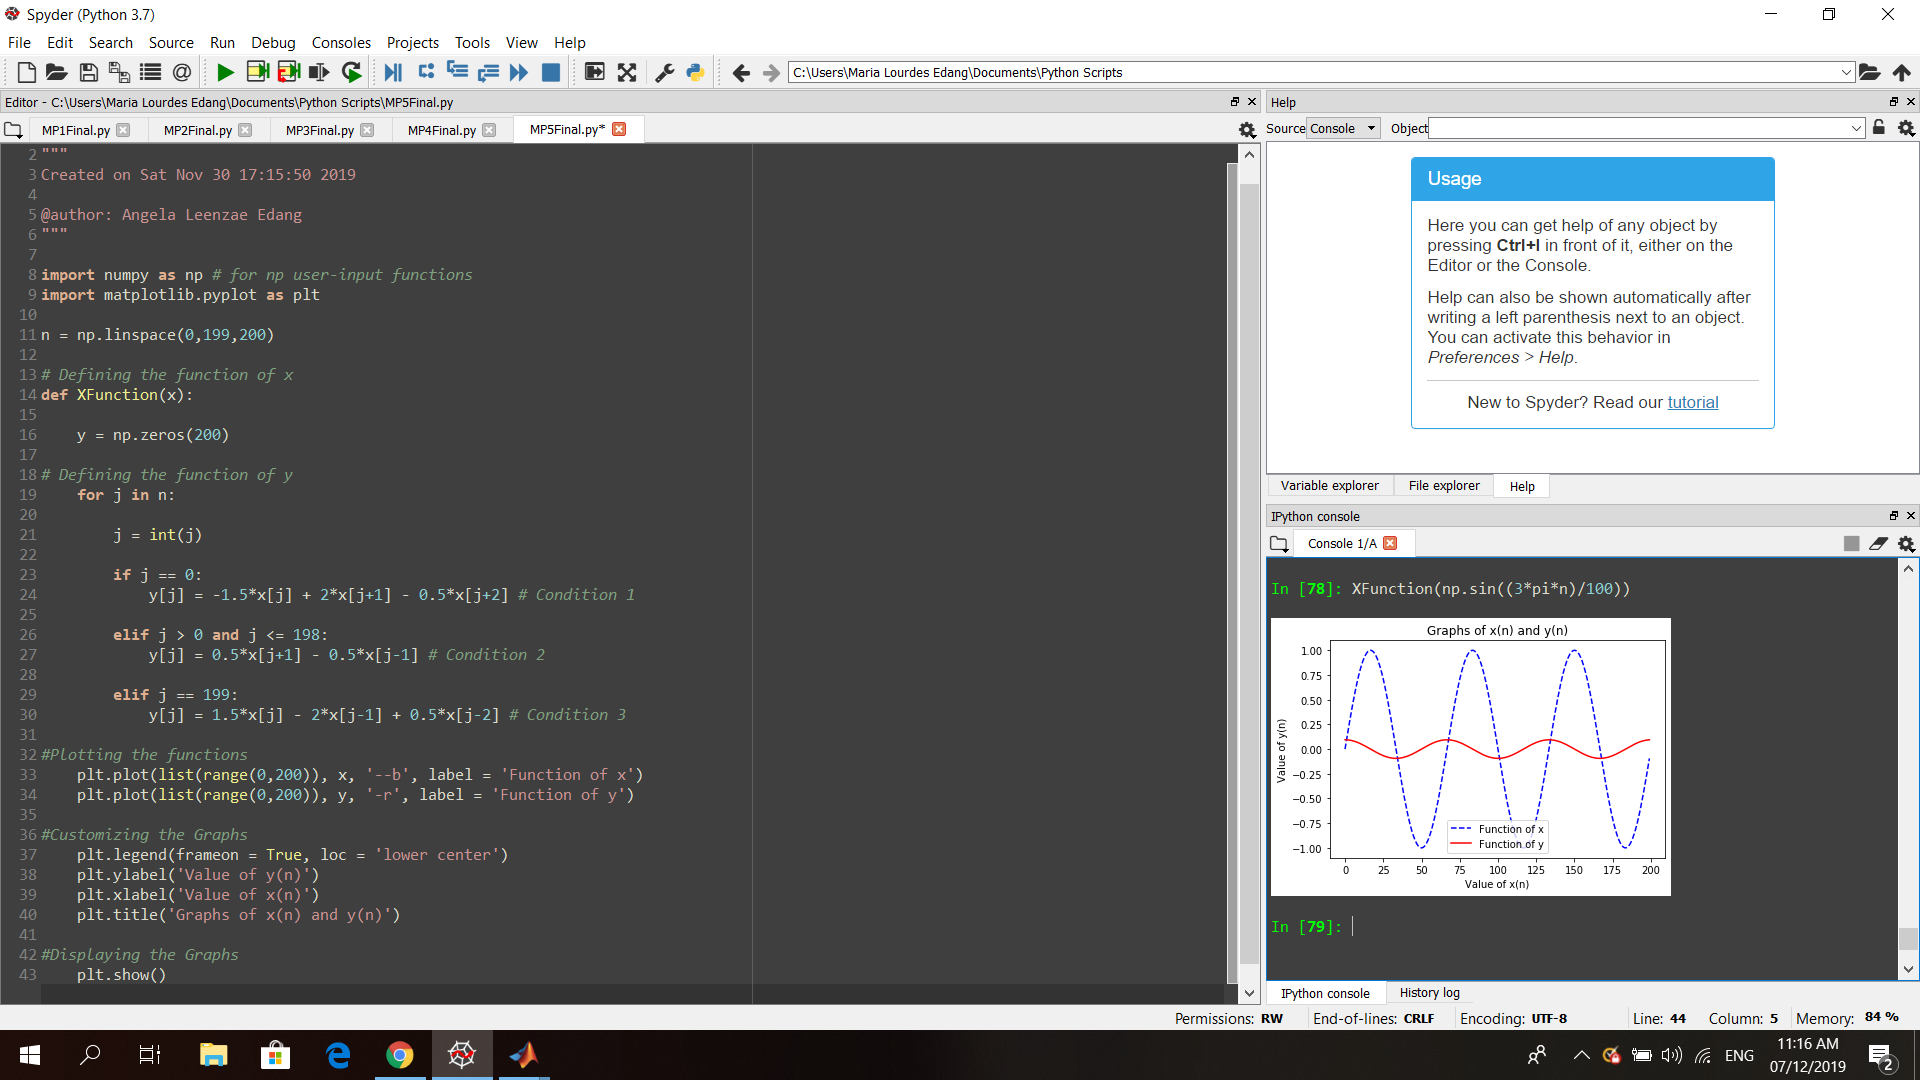 Spyder (Python 3.7)
File Edit Search Source Run Debug Consoles Projects Tools View Help
C:\Users\Maria Lourdes Edang\Documents\Python Scripts
Editor - C:\Users\Maria Lourdes Edang\Documents\Python Scripts\MP5Final.py
MP1Final.py MP2Final.py MP3Final.py MP4Final.py MP5Final.py*
2 """
3 Created on Sat Nov 30 17:15:50 2019
4
5 @author: Angela Leenzae Edang
6 """
7
8 import numpy as np # for np user-input functions
9 import matplotlib.pyplot as plt
10
11 n = np.linspace(0,199,200)
12
13 # Defining the function of x
14 def XFunction(x):
15
16     y = np.zeros(200)
17
18 # Defining the function of y
19     for j in n:
20
21         j = int(j)
22
23         if j == 0:
24             y[j] = -1.5*x[j] + 2*x[j+1] - 0.5*x[j+2] # Condition 1
25
26         elif j > 0 and j <= 198:
27             y[j] = 0.5*x[j+1] - 0.5*x[j-1] # Condition 2
28
29         elif j == 199:
30             y[j] = 1.5*x[j] - 2*x[j-1] + 0.5*x[j-2] # Condition 3
31
32 #Plotting the functions
33     plt.plot(list(range(0,200)), x, '--b', label = 'Function of x')
34     plt.plot(list(range(0,200)), y, '-r', label = 'Function of y')
35
36 #Customizing the Graphs
37     plt.legend(frameon = True, loc = 'lower center')
38     plt.ylabel('Value of y(n)')
39     plt.xlabel('Value of x(n)')
40     plt.title('Graphs of x(n) and y(n)')
41
42 #Displaying the Graphs
43     plt.show()
Help
Source Console Object
Usage
Here you can get help of any object by
pressing Ctrl+I in front of it, either on the
Editor or the Console.
Help can also be shown automatically after
writing a left parenthesis next to an object.
You can activate this behavior in
Preferences > Help.
New to Spyder? Read our tutorial
Variable explorer File explorer Help
IPython console
Console 1/A
In [78]: XFunction(np.sin((3*pi*n)/100))
Graphs of x(n) and y(n)
Value of y(n)
1.00
0.75
0.50
0.25
0.00
−0.25
−0.50
−0.75
−1.00
Function of x
Function of y
0 25 50 75 100 125 150 175 200
Value of x(n)
In [79]:
IPython console History log
Permissions: RW End-of-lines: CRLF Encoding: UTF-8 Line: 44 Column: 5 Memory: 84 %
ENG
11:16 AM
07/12/2019
2